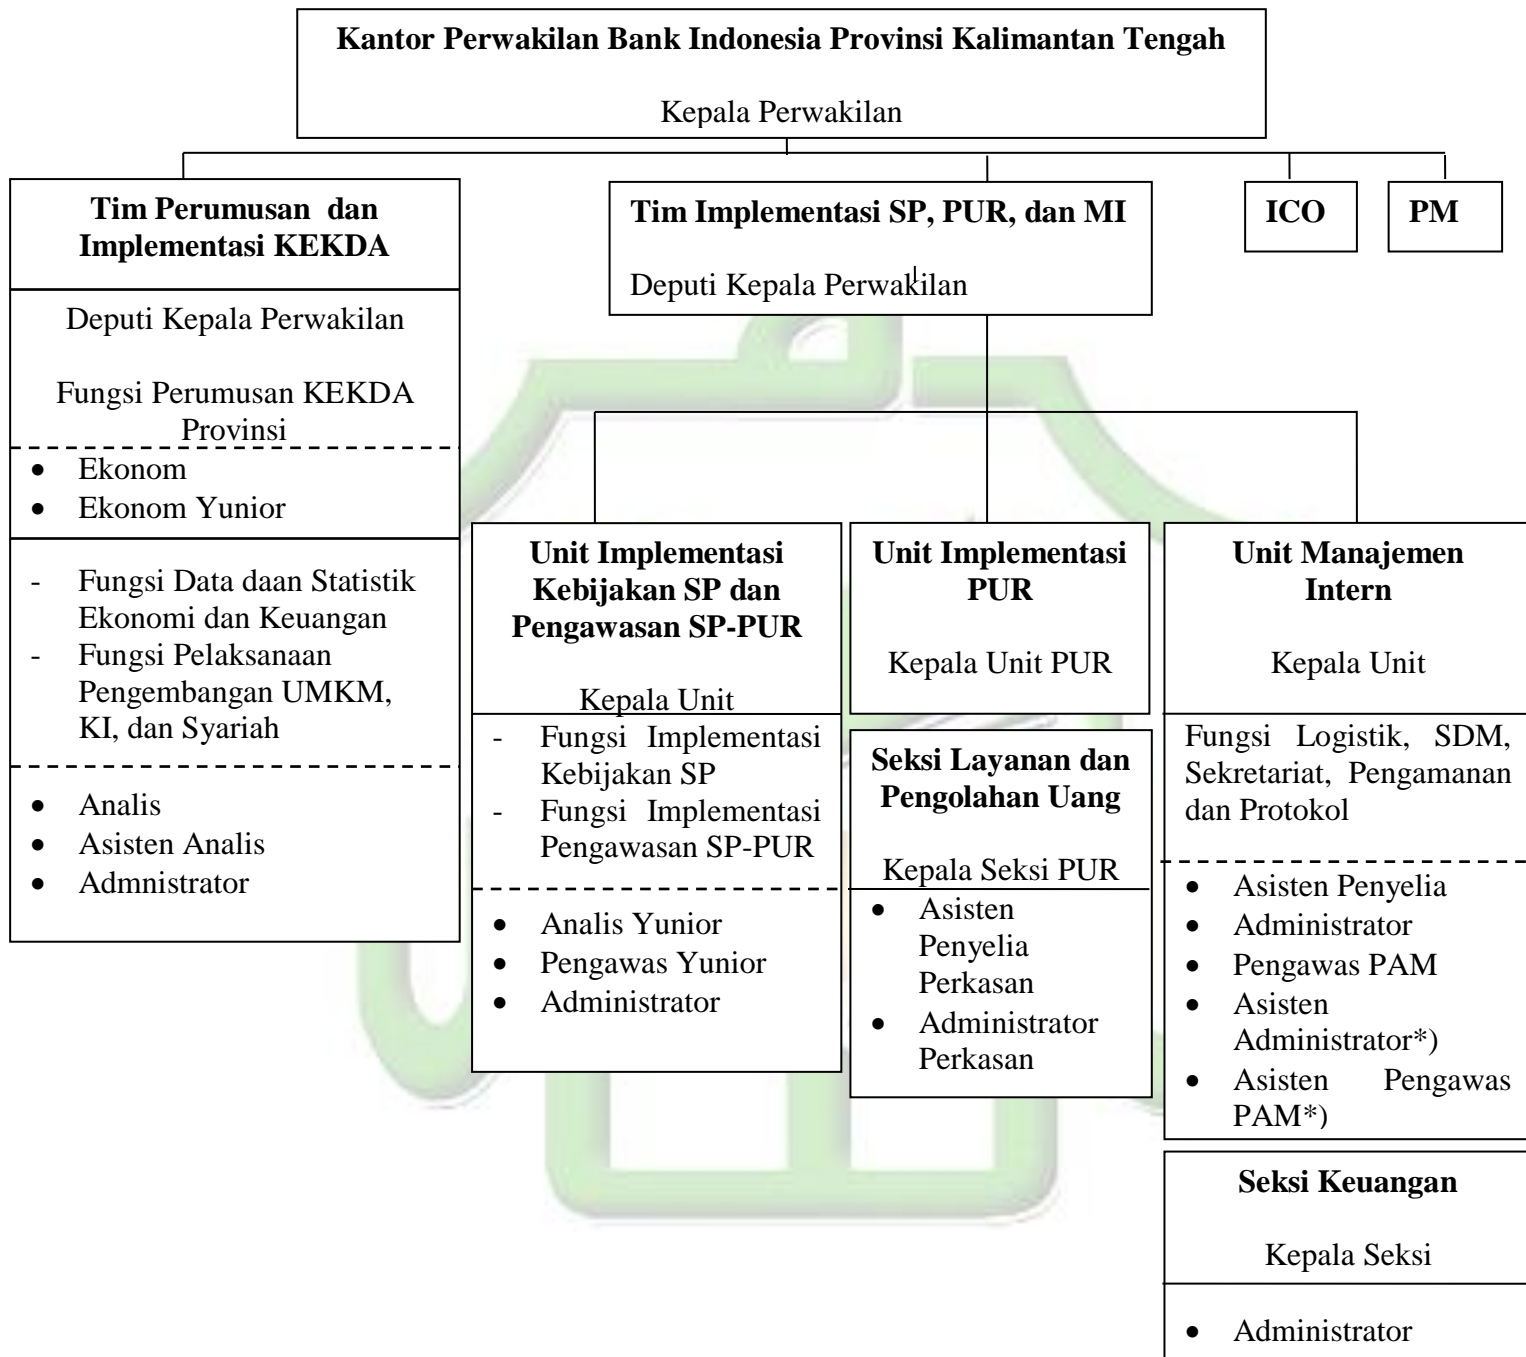 Kantor Perwakilan Bank Indonesia Provinsi Kalimantan Tengah
Kepala Perwakilan
Tim Perumusan dan
Implementasi KEKDA
Deputi Kepala Perwakilan
Fungsi Perumusan KEKDA
Provinsi
• Ekonom
• Ekonom Yunior
- Fungsi Data daan Statistik
Ekonomi dan Keuangan
- Fungsi Pelaksanaan
Pengembangan UMKM,
KI, dan Syariah
• Analis
• Asisten Analis
• Admnistrator
Tim Implementasi SP, PUR, dan MI
Deputi Kepala Perwakilan
ICO
PM
Unit Implementasi
Kebijakan SP dan
Pengawasan SP-PUR
Kepala Unit
- Fungsi Implementasi
Kebijakan SP
- Fungsi Implementasi
Pengawasan SP-PUR
• Analis Yunior
• Pengawas Yunior
• Administrator
Unit Implementasi
PUR
Kepala Unit PUR
Seksi Layanan dan
Pengolahan Uang
Kepala Seksi PUR
• Asisten
Penyelia
Perkasan
• Administrator
Perkasan
Unit Manajemen
Intern
Kepala Unit
Fungsi Logistik, SDM,
Sekretariat, Pengamanan
dan Protokol
• Asisten Penyelia
• Administrator
• Pengawas PAM
• Asisten
Administrator*)
• Asisten Pengawas
PAM*)
Seksi Keuangan
Kepala Seksi
• Administrator